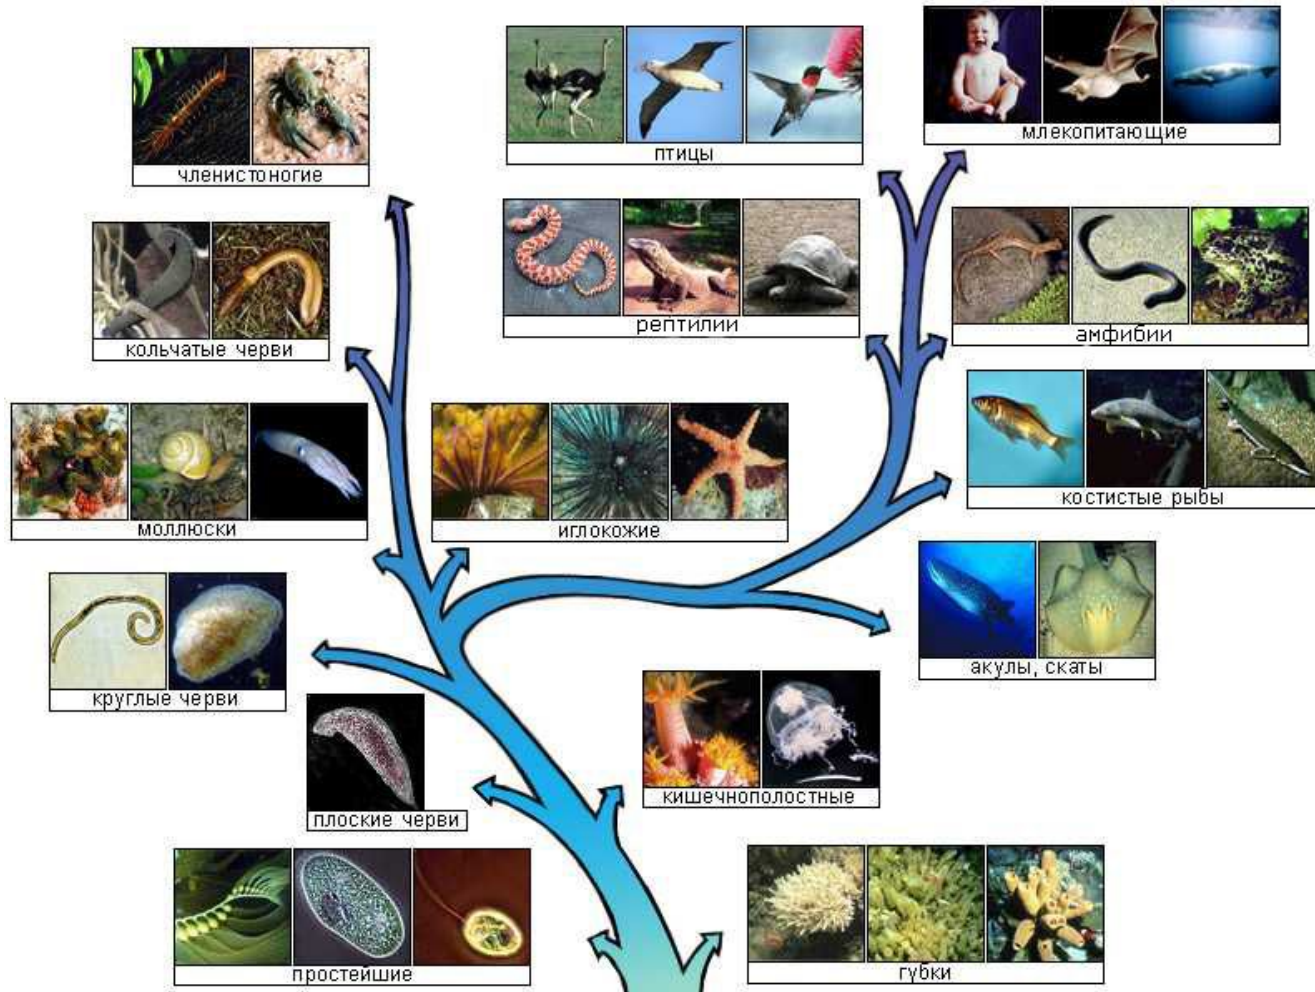 млекопитающие
птицы
членистоногие
рептилии
амфибии
кольчатые черви
костистые рыбы
моллюски
иглокожие
акулы, скаты
круглые черви
кишечнополостные
плоские черви
простейшие
губки